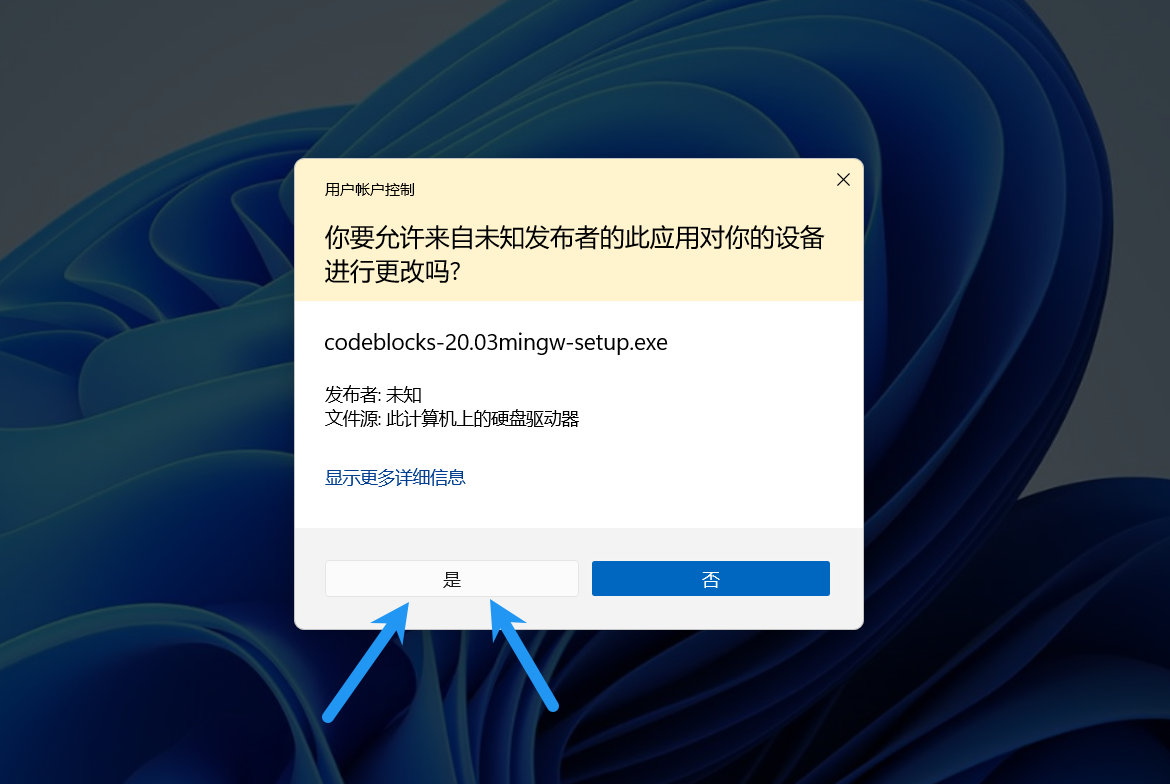 用户帐户控制
你要允许来自未知发布者的此应用对你的设备
进行更改吗?
codeblocks-20.03mingw-setup.exe
发布者: 未知
文件源: 此计算机上的硬盘驱动器
显示更多详细信息
是
否